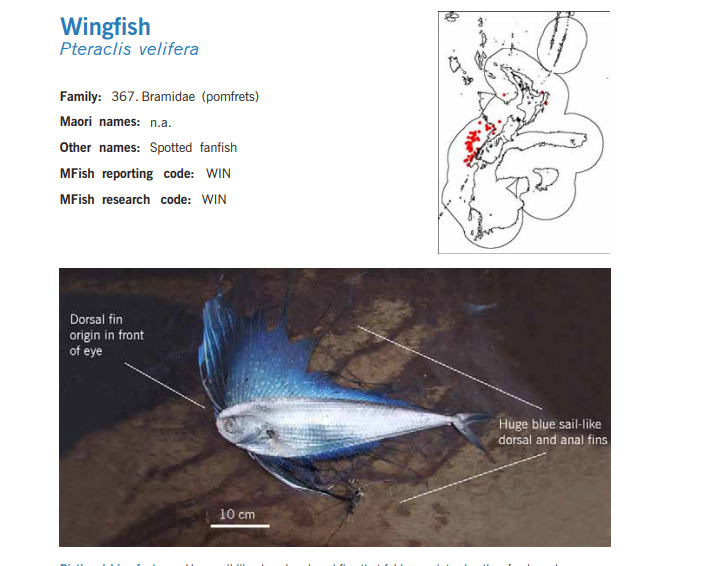 Wingfish
Pteraclis velifera
Family: 367. Bramidae (pomfrets)
Maori names: n.a.
Other names: Spotted fanfish
MFish reporting code: WIN
MFish research code: WIN
Dorsal fin
origin in front
of eye
Huge blue sail-like
dorsal and anal fins
10 cm